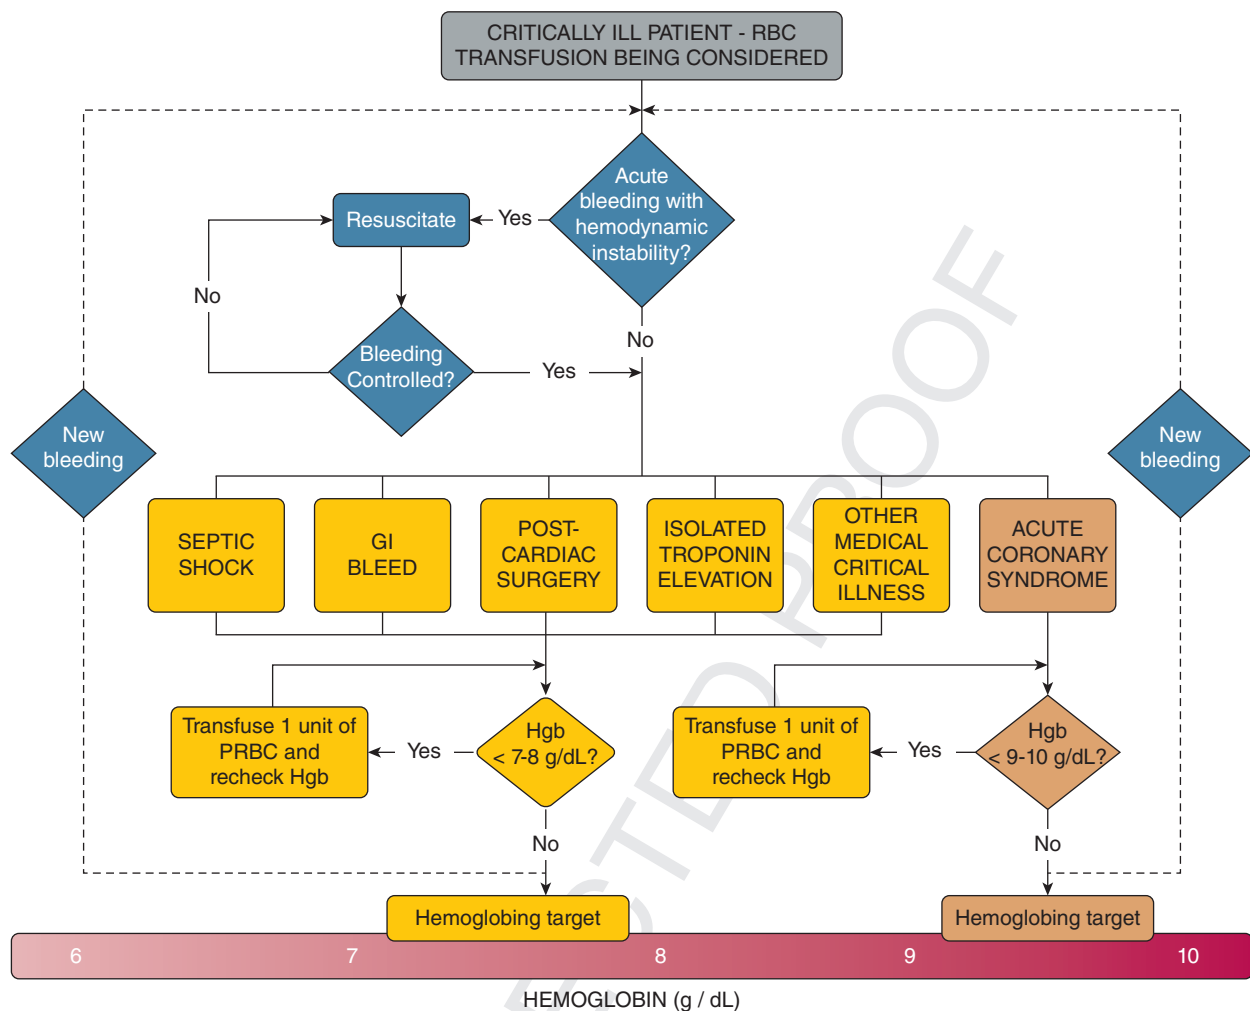 CRITICALLY ILL PATIENT - RBC
TRANSFUSION BEING CONSIDERED
Acute
bleeding with
hemodynamic
instability?
Yes
Resuscitate
No
No
Bleeding
Controlled?
Yes
New
bleeding
New
bleeding
SEPTIC
SHOCK
GI
BLEED
POST-
CARDIAC
SURGERY
ISOLATED
TROPONIN
ELEVATION
OTHER
MEDICAL
CRITICAL
ILLNESS
ACUTE
CORONARY
SYNDROME
Transfuse 1 unit of
PRBC and
recheck Hgb
Yes
Hgb
< 7-8 g/dL?
Transfuse 1 unit of
PRBC and
recheck Hgb
Yes
Hgb
< 9-10 g/dL?
No
No
Hemoglobing target
Hemoglobing target
6 7 8 9 10
HEMOGLOBIN (g / dL)
CTED PROOF